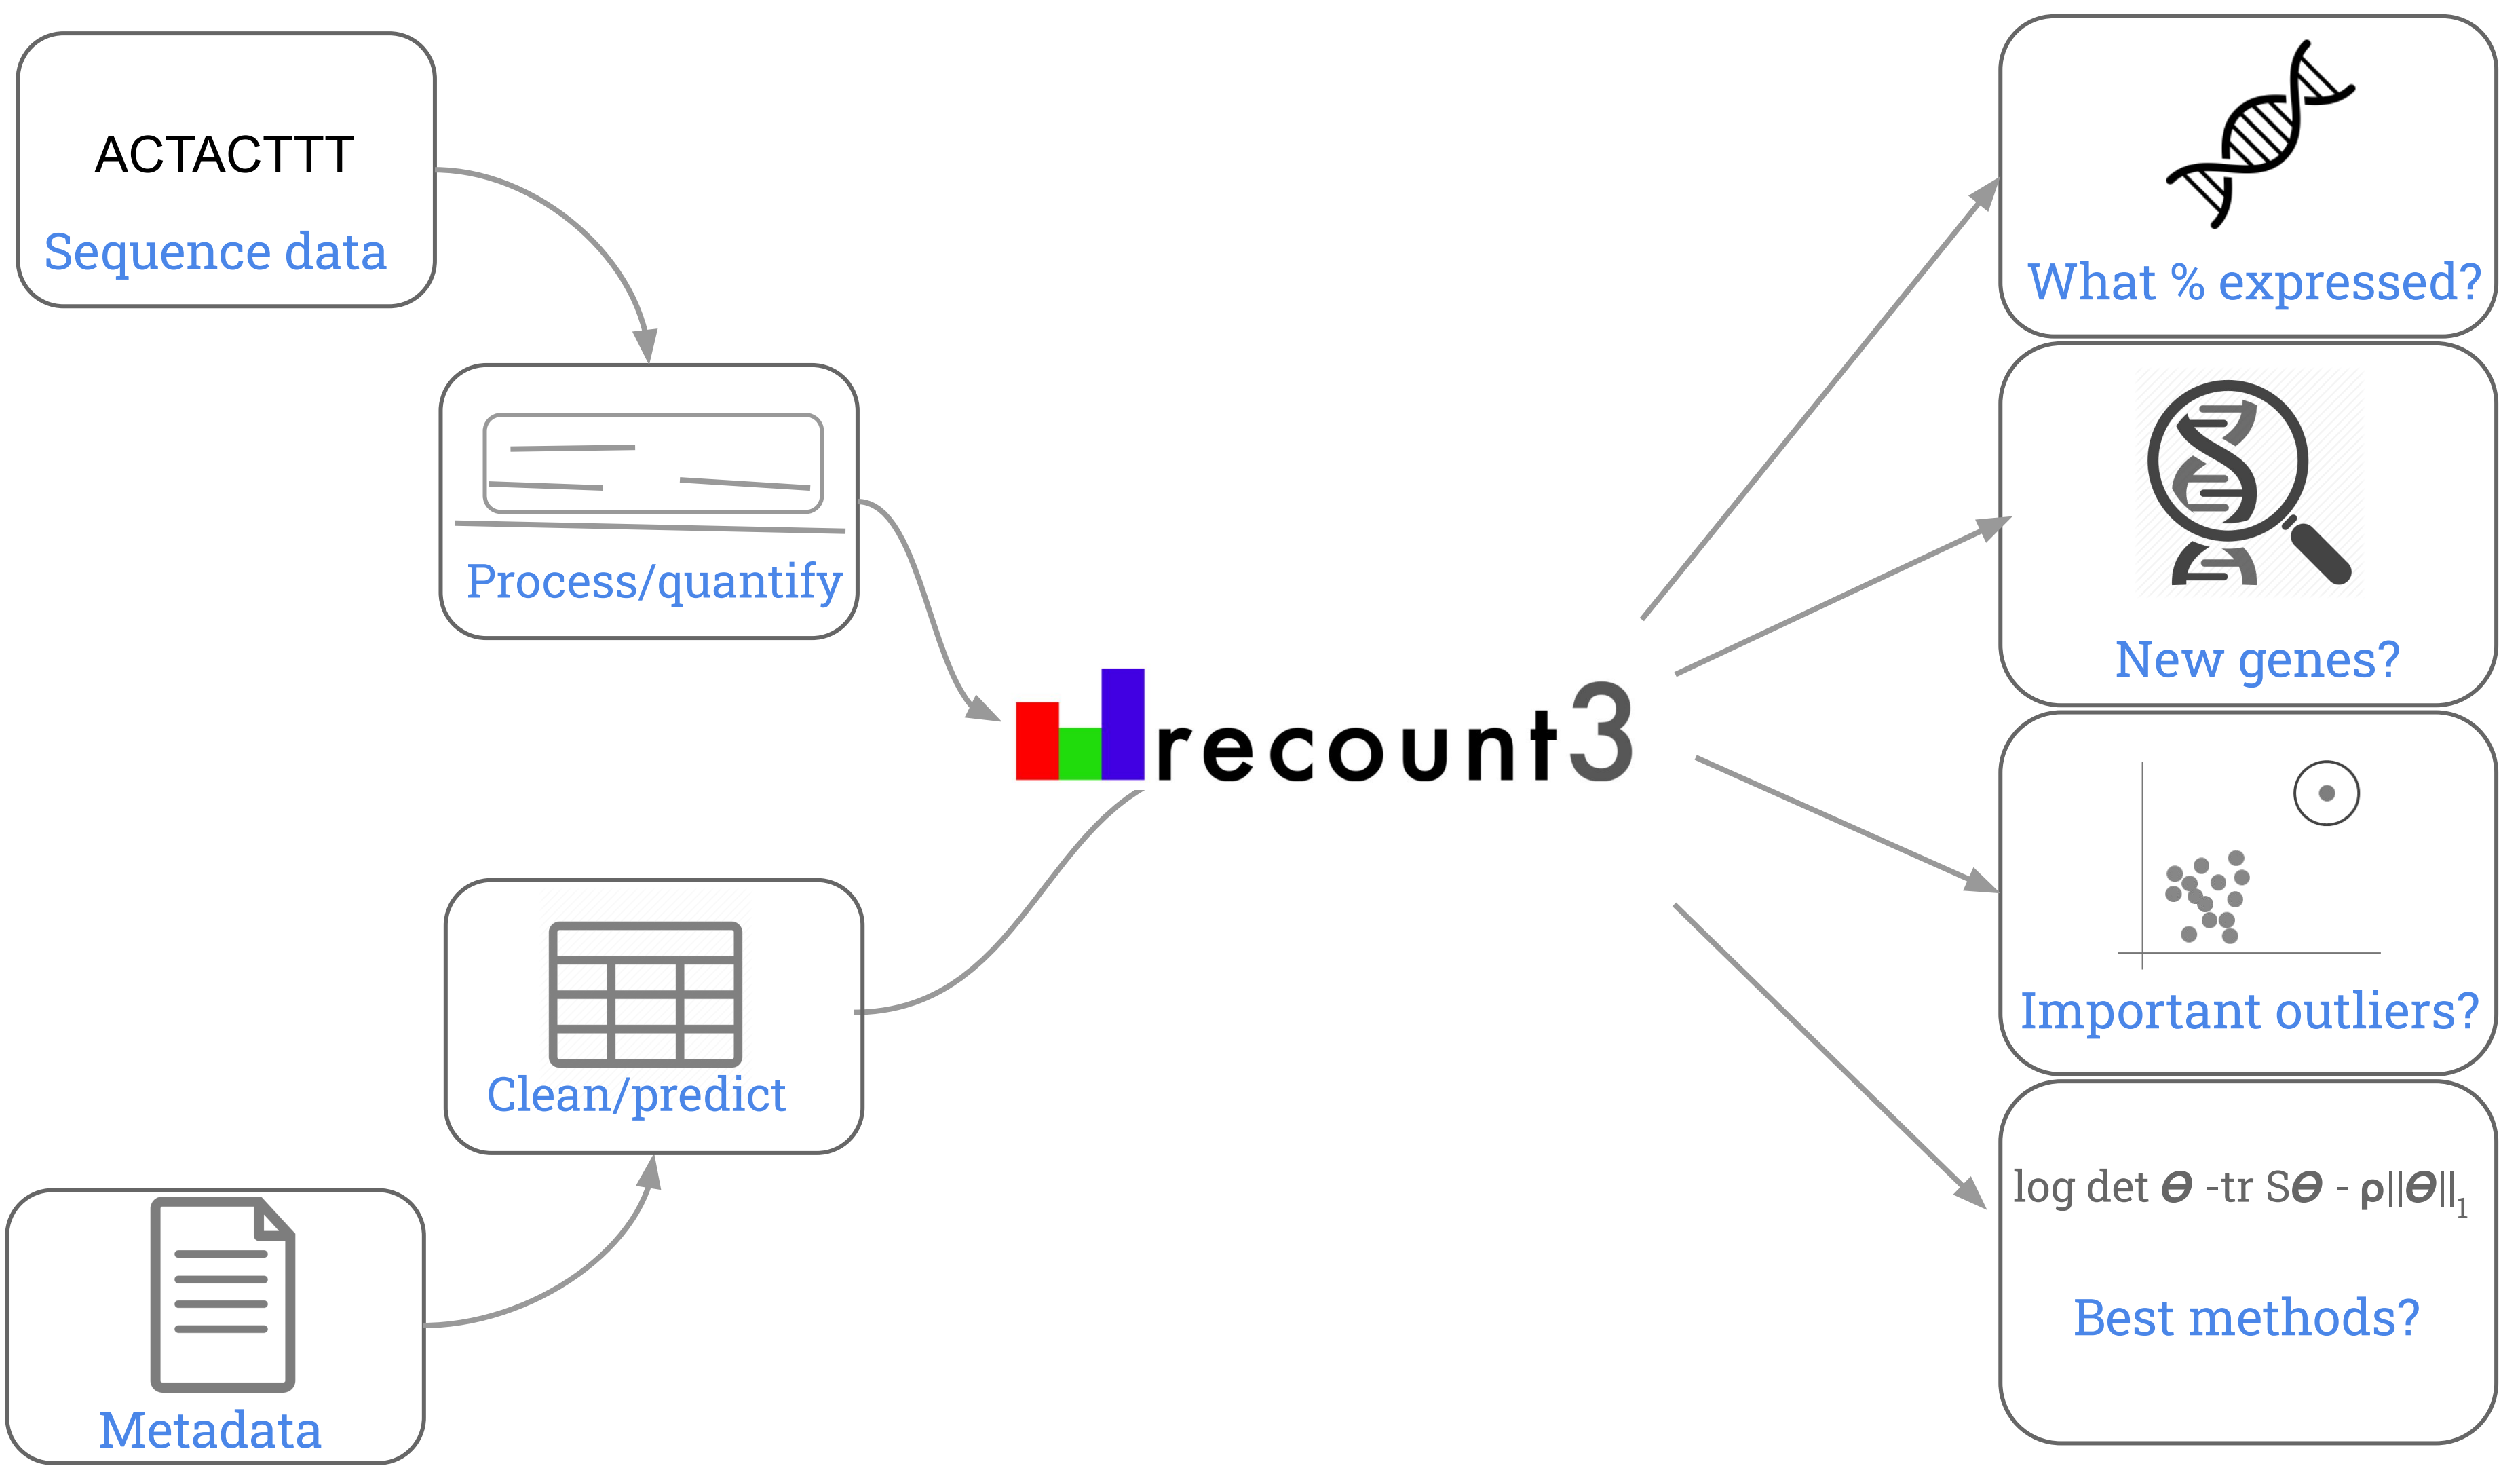 ACTACTTT
Sequence data
Process/quantify
recount3
Clean/predict
Metadata
What % expressed?
New genes?
Important outliers?
log det ϴ -tr Sϴ - ρ||ϴ||₁
Best methods?